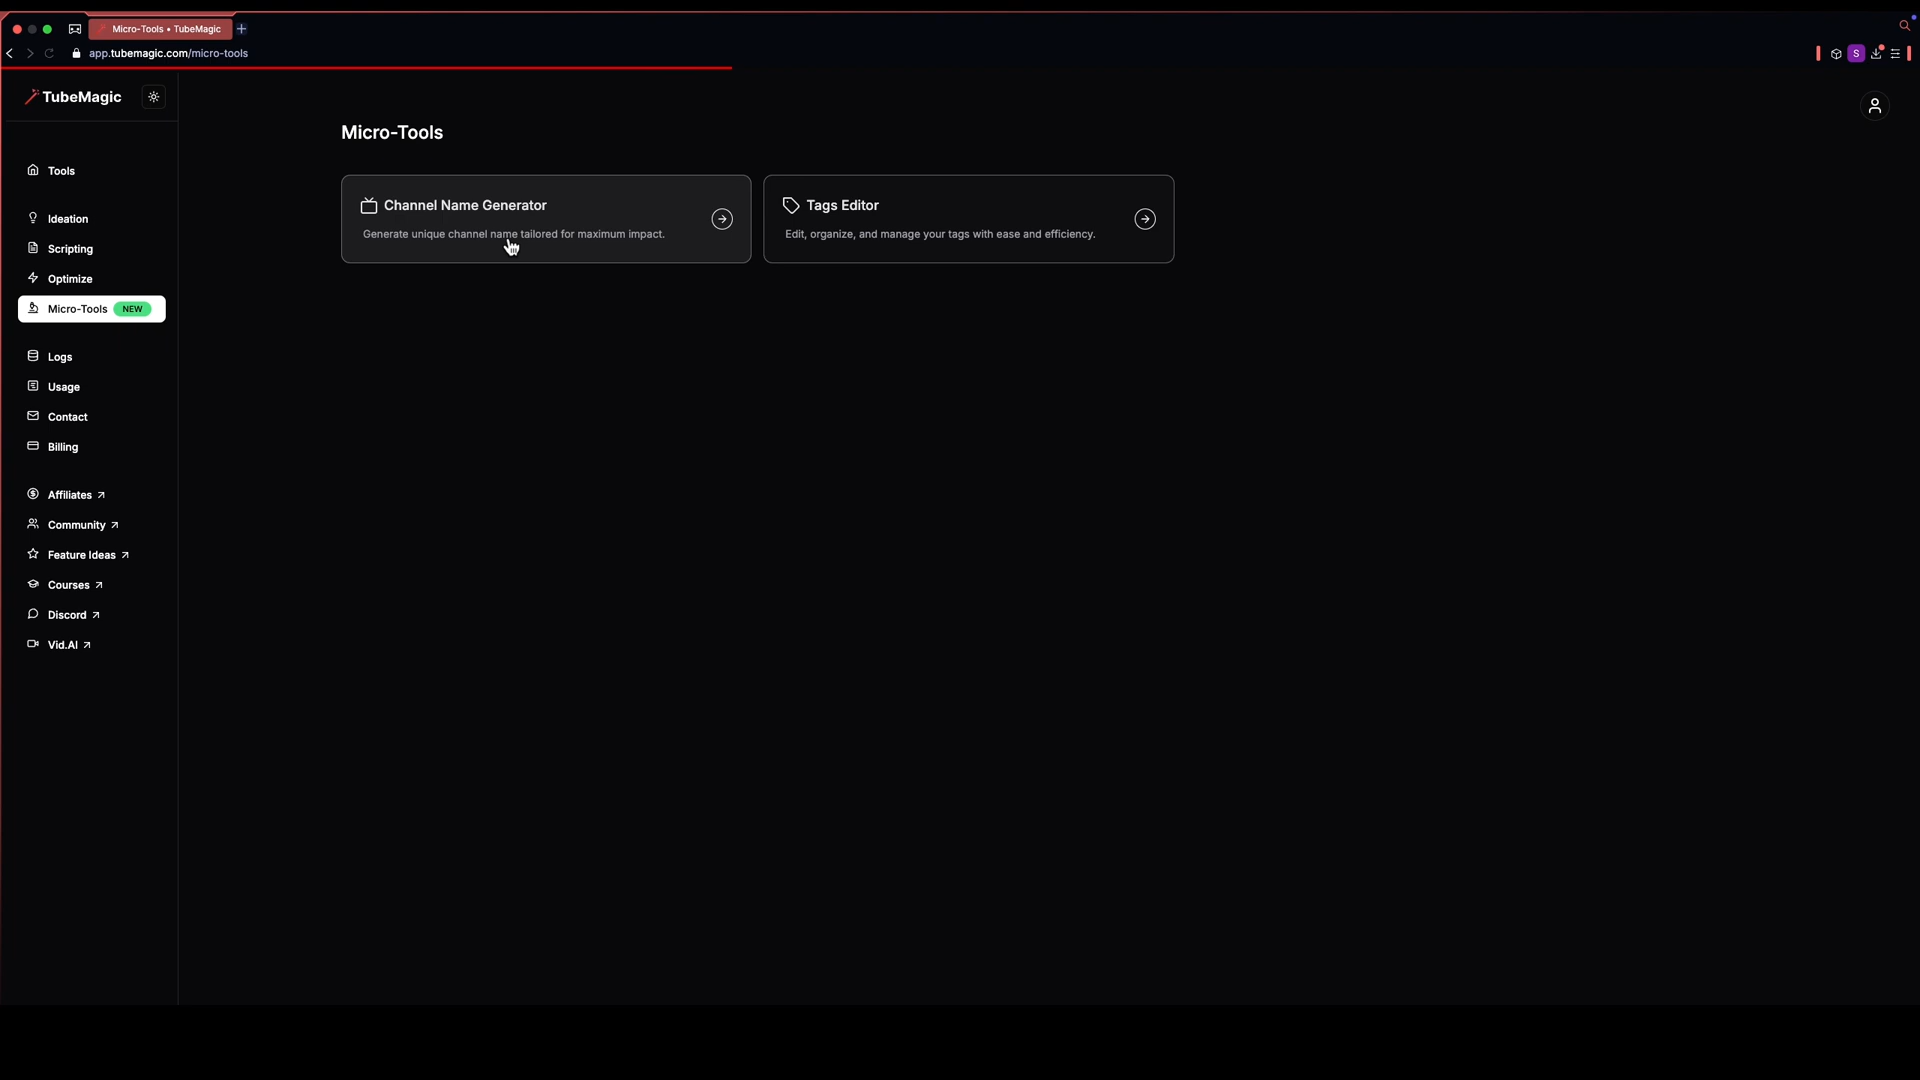 Micro-Tools • TubeMagic
app.tubemagic.com/micro-tools
S
TubeMagic
Micro-Tools
Tools
Channel Name Generator
Generate unique channel name tailored for maximum impact.
Tags Editor
Edit, organize, and manage your tags with ease and efficiency.
Ideation
Scripting
Optimize
Micro-Tools NEW
Logs
Usage
Contact
Billing
Affiliates
Community
Feature Ideas
Courses
Discord
Vid.AI